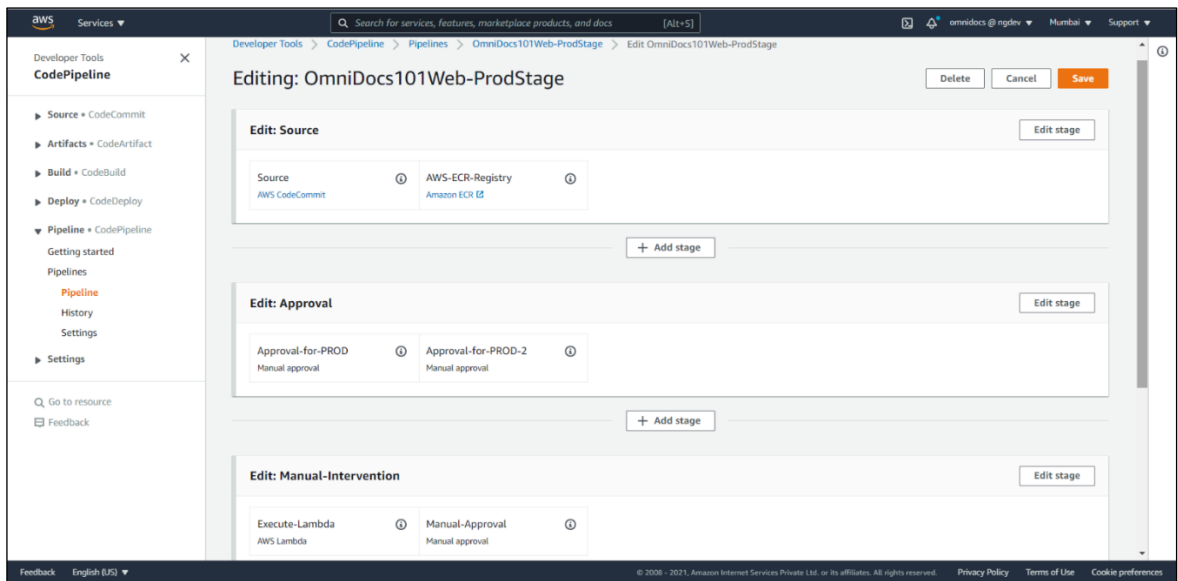 aws Services ▼ Search for services, features, marketplace products, and docs [Alt+S] omnidocs @ ngdev ▼ Mumbai ▼ Support ▼
Developer Tools
CodePipeline
Source • CodeCommit
Artifacts • CodeArtifact
Build • CodeBuild
Deploy • CodeDeploy
Pipeline • CodePipeline
Getting started
Pipelines
Pipeline
History
Settings
Settings
Go to resource
Feedback
Developer Tools > CodePipeline > Pipelines > OmniDocs101Web-ProdStage > Edit OmniDocs101Web-ProdStage
Editing: OmniDocs101Web-ProdStage
Delete Cancel Save
Edit: Source Edit stage
Source AWS-ECR-Registry
AWS CodeCommit Amazon ECR
+ Add stage
Edit: Approval Edit stage
Approval-for-PROD Approval-for-PROD-2
Manual approval Manual approval
+ Add stage
Edit: Manual-Intervention Edit stage
Execute-Lambda Manual-Approval
AWS Lambda Manual approval
Feedback English (US) ▼ © 2008 - 2021, Amazon Internet Services Private Ltd. or its affiliates. All rights reserved. Privacy Policy Terms of Use Cookie preferences